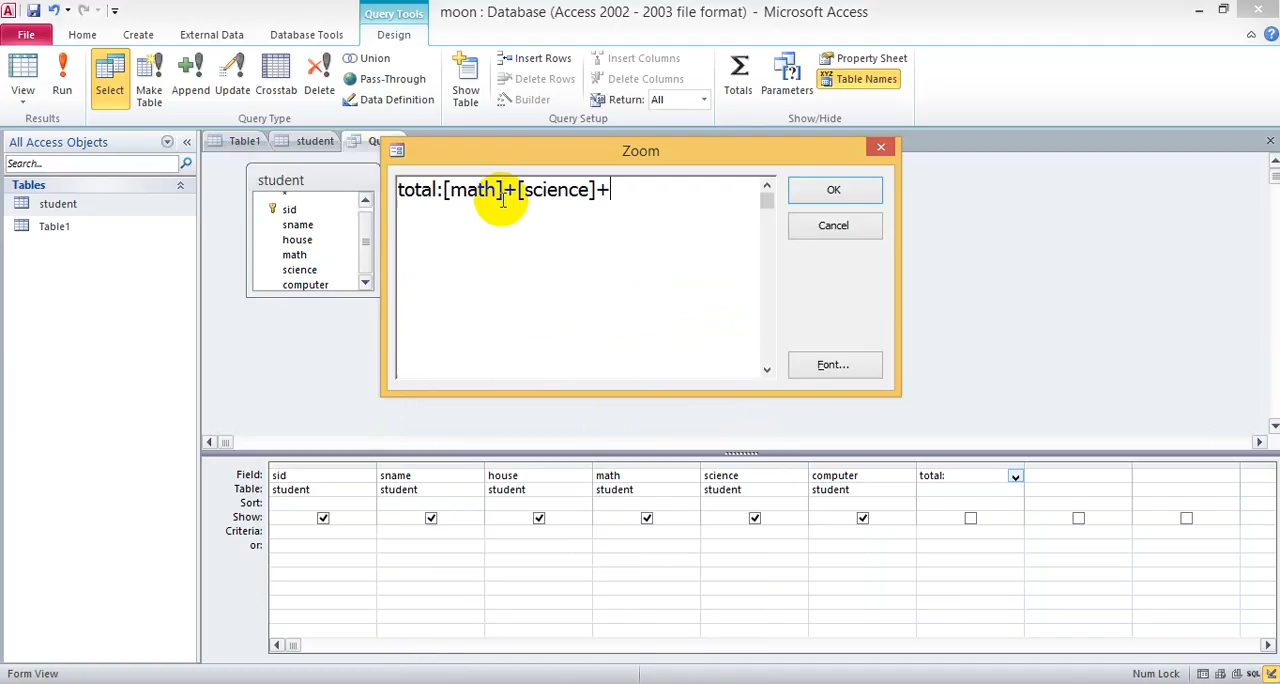 Query Tools
moon : Database (Access 2002 - 2003 file format) - Microsoft Access
File
Home
Create
External Data
Database Tools
Design
View
Run
Select
Make Table
Append
Update
Crosstab
Delete
Union
Pass-Through
Data Definition
Show Table
Insert Rows
Delete Rows
Builder
Insert Columns
Delete Columns
Return: All
Totals
Parameters
Property Sheet
Table Names
Results
Query Type
Query Setup
Show/Hide
All Access Objects
Search...
Tables
student
Table1
Table1
student
student
*
sid
sname
house
math
science
computer
Zoom
total:[math]+[science]+
OK
Cancel
Font...
Field: sid sname house math science computer total:
Table: student student student student student student
Sort:
Show:
Criteria:
or:
Form View
Num Lock
SQL